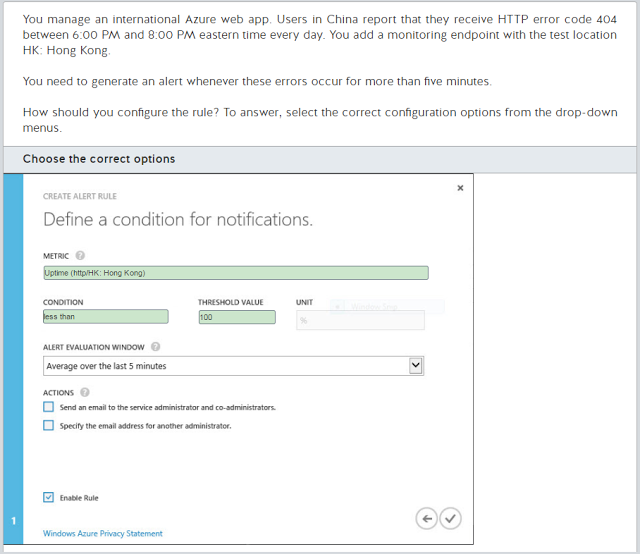 You manage an international Azure web app. Users in China report that they receive HTTP error code 404
between 6:00 PM and 8:00 PM eastern time every day. You add a monitoring endpoint with the test location
HK: Hong Kong.
You need to generate an alert whenever these errors occur for more than five minutes.
How should you configure the rule? To answer, select the correct configuration options from the drop-down
menus.
Choose the correct options
CREATE ALERT RULE
Define a condition for notifications.
METRIC ?
Uptime (http/HK: Hong Kong)
CONDITION THRESHOLD VALUE UNIT
less than 100 %
ALERT EVALUATION WINDOW ?
Average over the last 5 minutes
ACTIONS ?
Send an email to the service administrator and co-administrators.
Specify the email address for another administrator.
Enable Rule
1
Windows Azure Privacy Statement